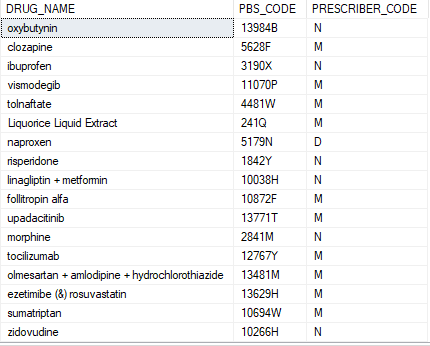 DRUG_NAME PBS_CODE PRESCRIBER_CODE
oxybutynin 13984B N
clozapine 5628F M
ibuprofen 3190X N
vismodegib 11070P M
tolnaftate 4481W M
Liquorice Liquid Extract 241Q M
naproxen 5179N D
risperidone 1842Y N
linagliptin + metformin 10038H N
follitropin alfa 10872F M
upadacitinib 13771T M
morphine 2841M N
tocilizumab 12767Y M
olmesartan + amlodipine + hydrochlorothiazide 13481M M
ezetimibe (&) rosuvastatin 13629H M
sumatriptan 10694W M
zidovudine 10266H N